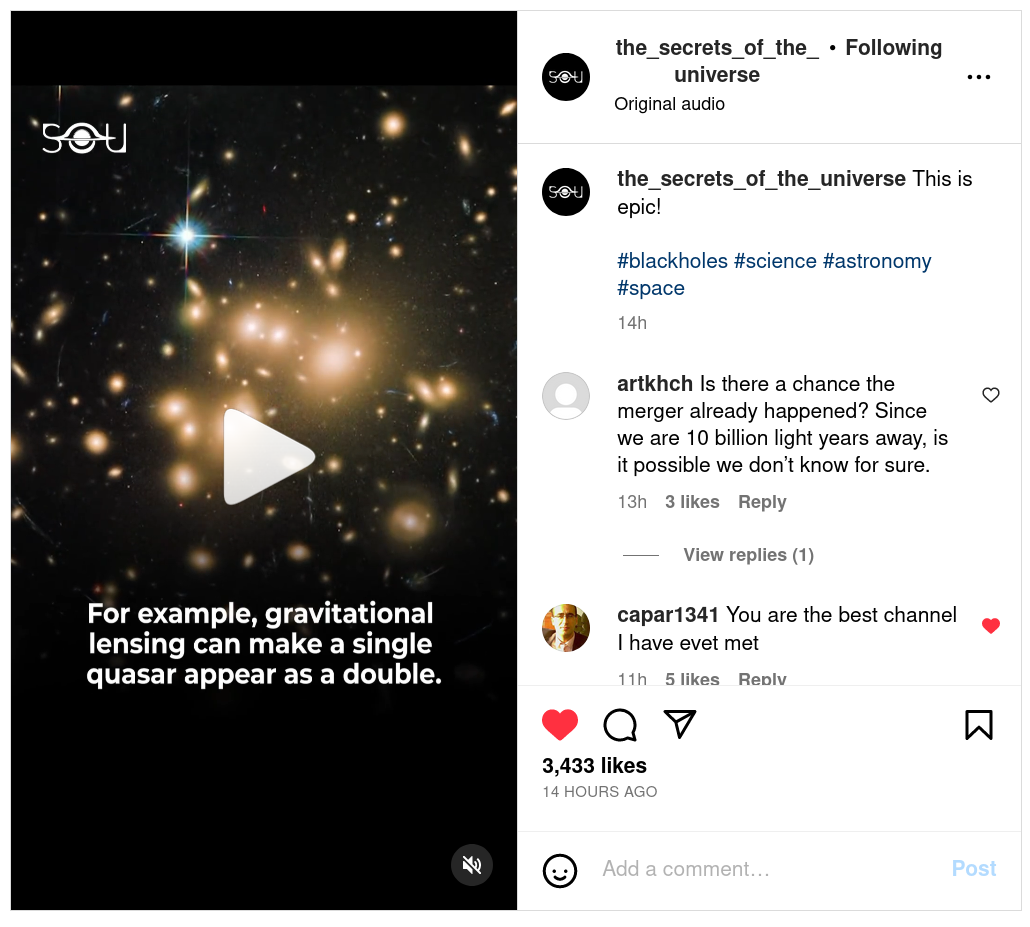 SOU
For example, gravitational
lensing can make a single
quasar appear as a double.
SOU
the_secrets_of_the_ • Following
universe
Original audio
SOU
the_secrets_of_the_universe This is
epic!
#blackholes #science #astronomy
#space
14h
artkhch Is there a chance the
merger already happened? Since
we are 10 billion light years away, is
it possible we don’t know for sure.
13h 3 likes Reply
View replies (1)
capar1341 You are the best channel
I have evet met
11h 5 likes Reply
3,433 likes
14 HOURS AGO
Add a comment…
Post